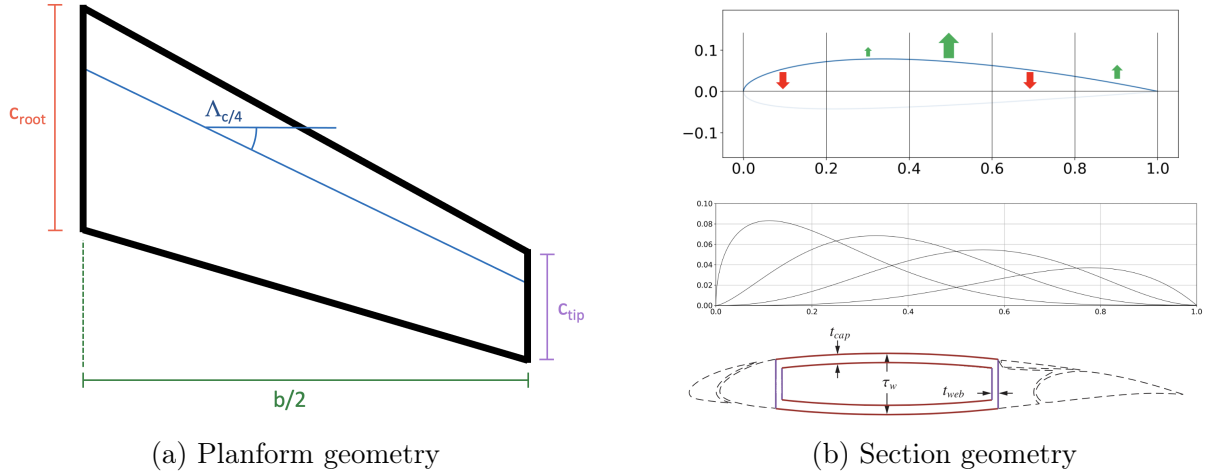 c_root
Λ_c/4
c_tip
b/2
(a) Planform geometry
0.1
0.0
−0.1
0.0 0.2 0.4 0.6 0.8 1.0
0.10
0.08
0.06
0.04
0.02
0.00
0.0 0.2 0.4 0.6 0.8 1.0
t_cap
τ_w
t_web
(b) Section geometry